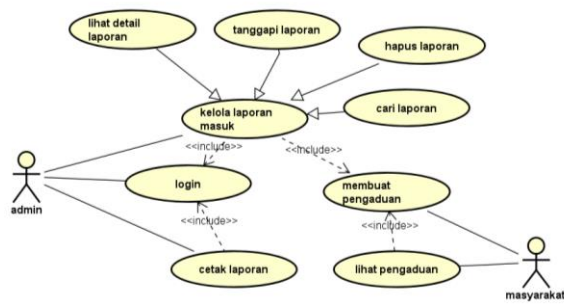 lihat detail
laporan
tanggapi laporan
hapus laporan
kelola laporan
masuk
cari laporan
<<include>>
<<include>>
admin
login
membuat
pengaduan
<<include>>
<<include>>
cetak laporan
lihat pengaduan
masyarakat